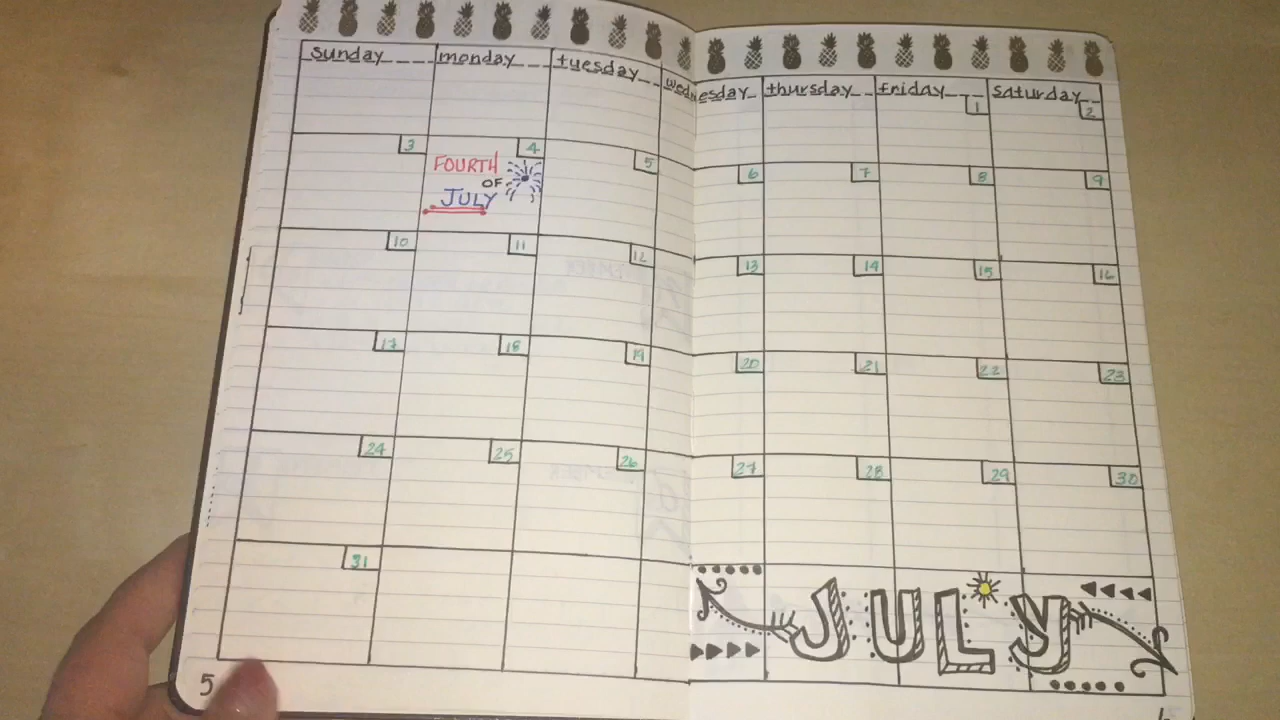 sunday monday tuesday wednesday thursday friday saturday
1 2
3 4 5 6 7 8 9
FOURTH
OF
JULY
10 11 12 13 14 15 16
17 18 19 20 21 22 23
24 25 26 27 28 29 30
31
JULY
5